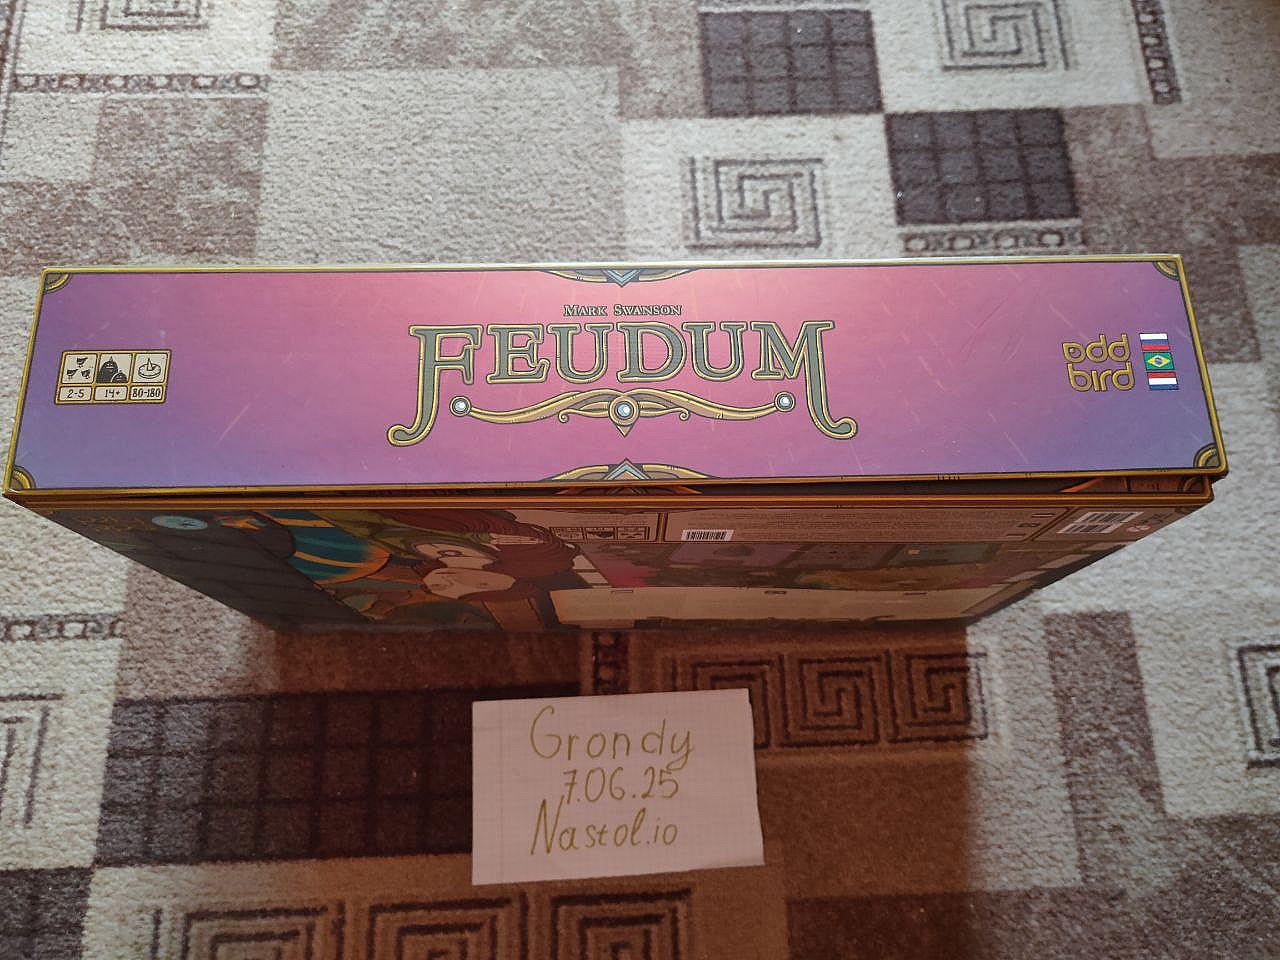 MARK SWANSON
FEUDUM
2-5 14+ 80-180
odd
bird
Grondy
7.06.25
Nastol.io